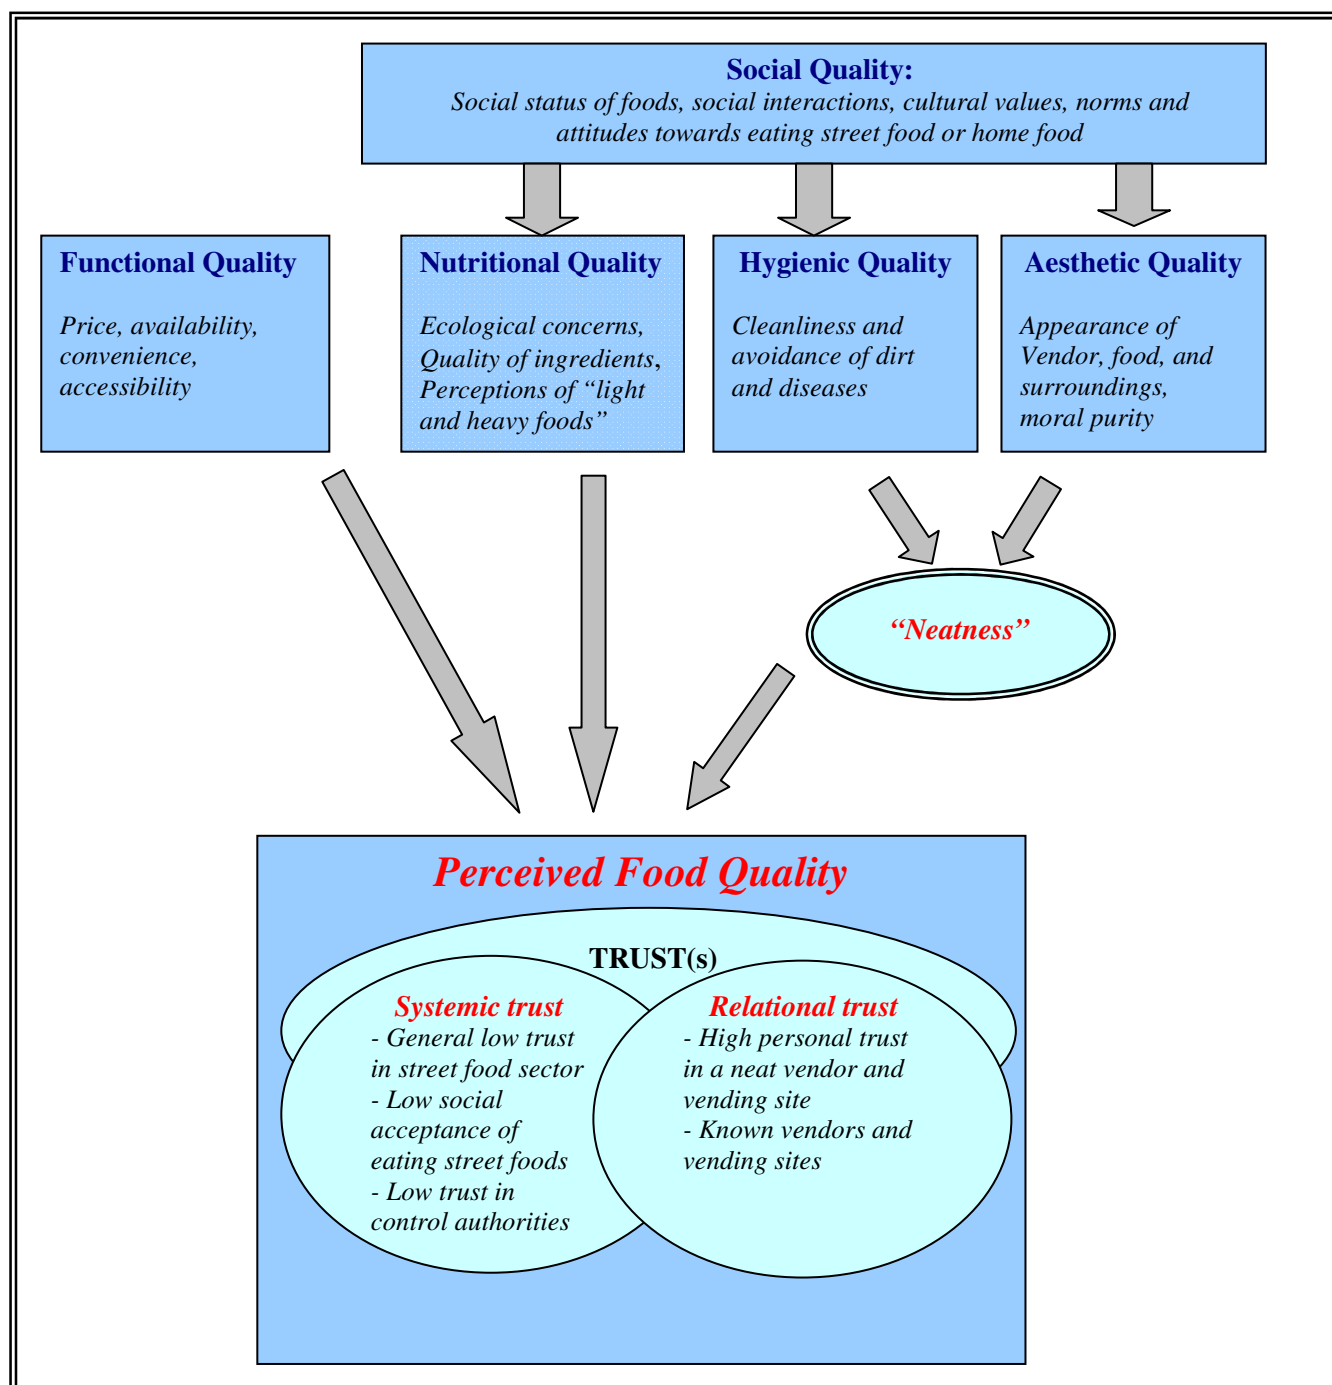 Social Quality:
Social status of foods, social interactions, cultural values, norms and
attitudes towards eating street food or home food
Functional Quality
Price, availability,
convenience,
accessibility
Nutritional Quality
Ecological concerns,
Quality of ingredients,
Perceptions of “light
and heavy foods”
Hygienic Quality
Cleanliness and
avoidance of dirt
and diseases
Aesthetic Quality
Appearance of
Vendor, food, and
surroundings,
moral purity
“Neatness”
Perceived Food Quality
TRUST(s)
Systemic trust
- General low trust
in street food sector
- Low social
acceptance of
eating street foods
- Low trust in
control authorities
Relational trust
- High personal trust
in a neat vendor and
vending site
- Known vendors and
vending sites